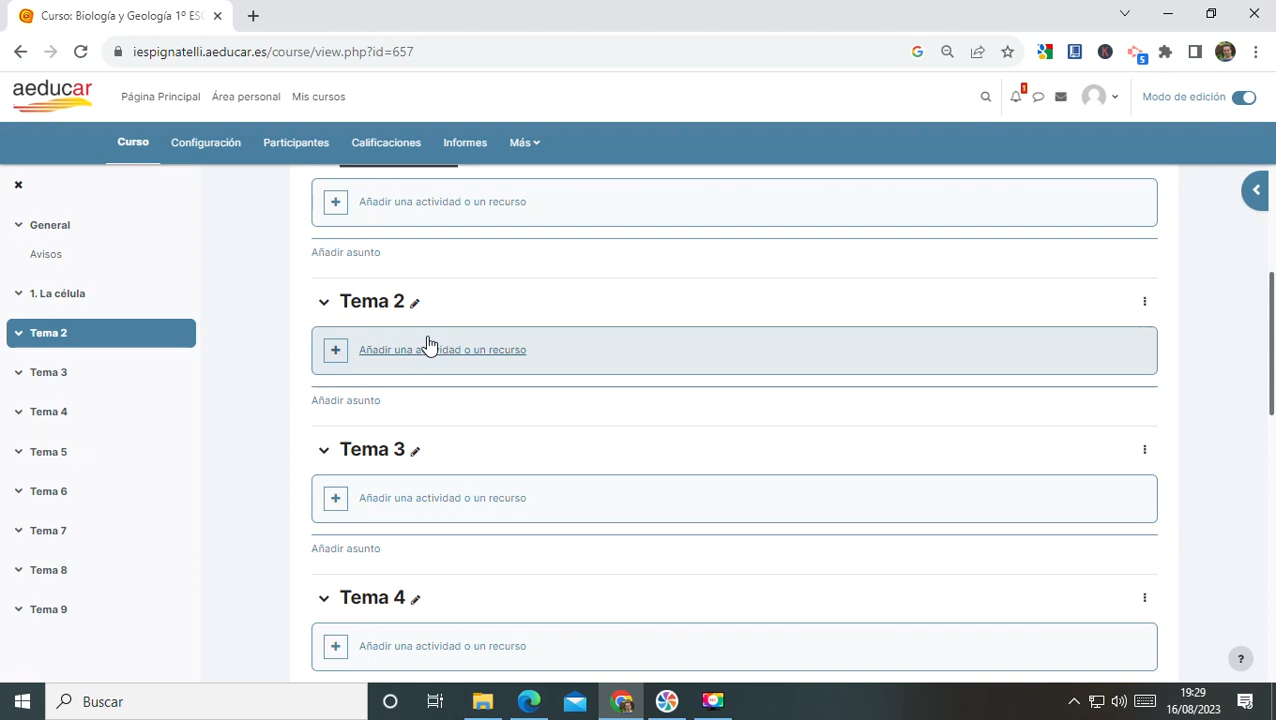 Curso: Biología y Geología 1º ESO
iespignatelli.aeducar.es/course/view.php?id=657
5
aeducar
Página Principal
Área personal
Mis cursos
1
Modo de edición
Curso
Configuración
Participantes
Calificaciones
Informes
Más
General
Avisos
1. La célula
Tema 2
Tema 3
Tema 4
Tema 5
Tema 6
Tema 7
Tema 8
Tema 9
Añadir una actividad o un recurso
Añadir asunto
Tema 2
Añadir una actividad o un recurso
Añadir asunto
Tema 3
Añadir una actividad o un recurso
Añadir asunto
Tema 4
Añadir una actividad o un recurso
?
Buscar
19:29
16/08/2023